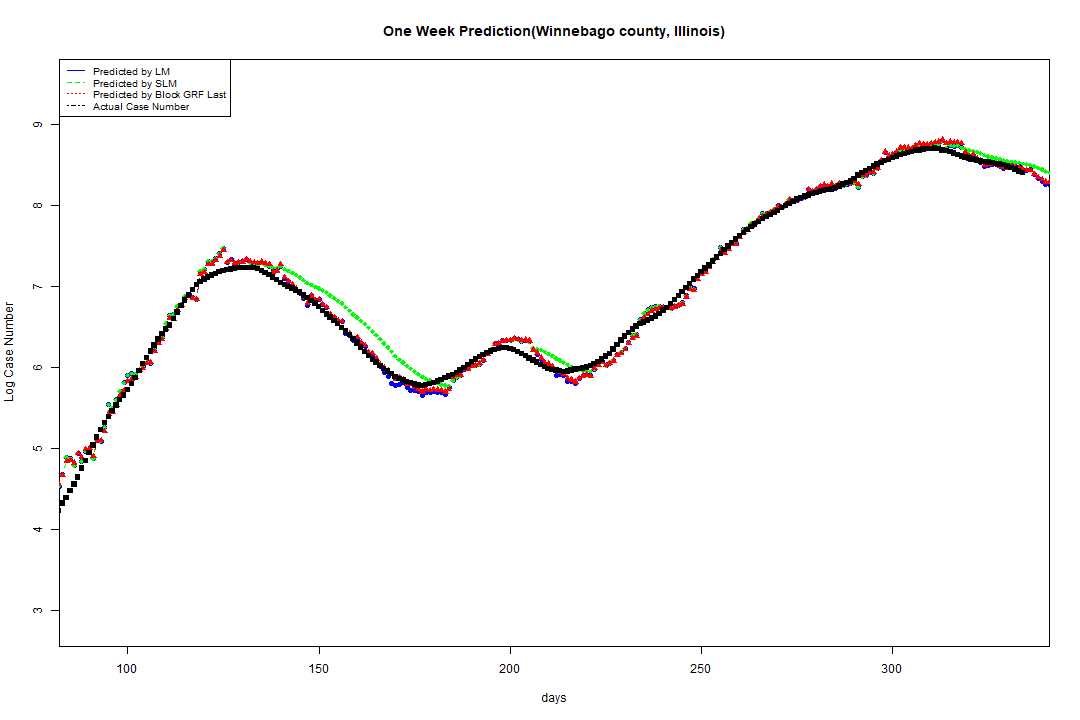 One Week Prediction(Winnebago county, Illinois)
Predicted by LM
Predicted by SLM
Predicted by Block GRF Last
Actual Case Number
Log Case Number
9
8
7
6
5
4
3
100 150 200 250 300
days